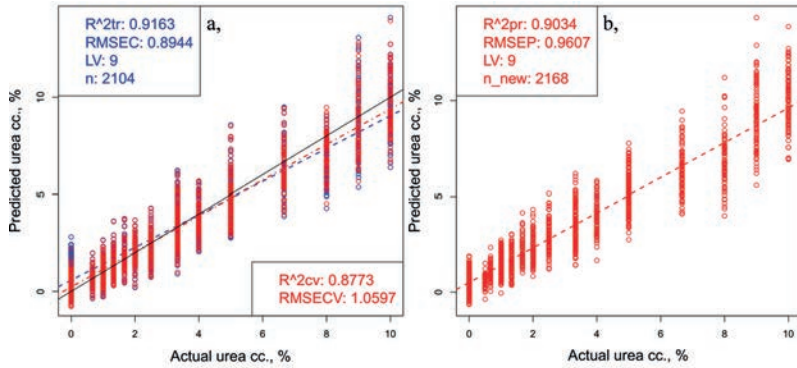 R^2tr: 0.9163
RMSEC: 0.8944
LV: 9
n: 2104
a,
Predicted urea cc., %
10
5
0
R^2cv: 0.8773
RMSECV: 1.0597
0 2 4 6 8 10
Actual urea cc., %
R^2pr: 0.9034
RMSEP: 0.9607
LV: 9
n_new: 2168
b,
Predicted urea cc., %
10
5
0
0 2 4 6 8 10
Actual urea cc., %